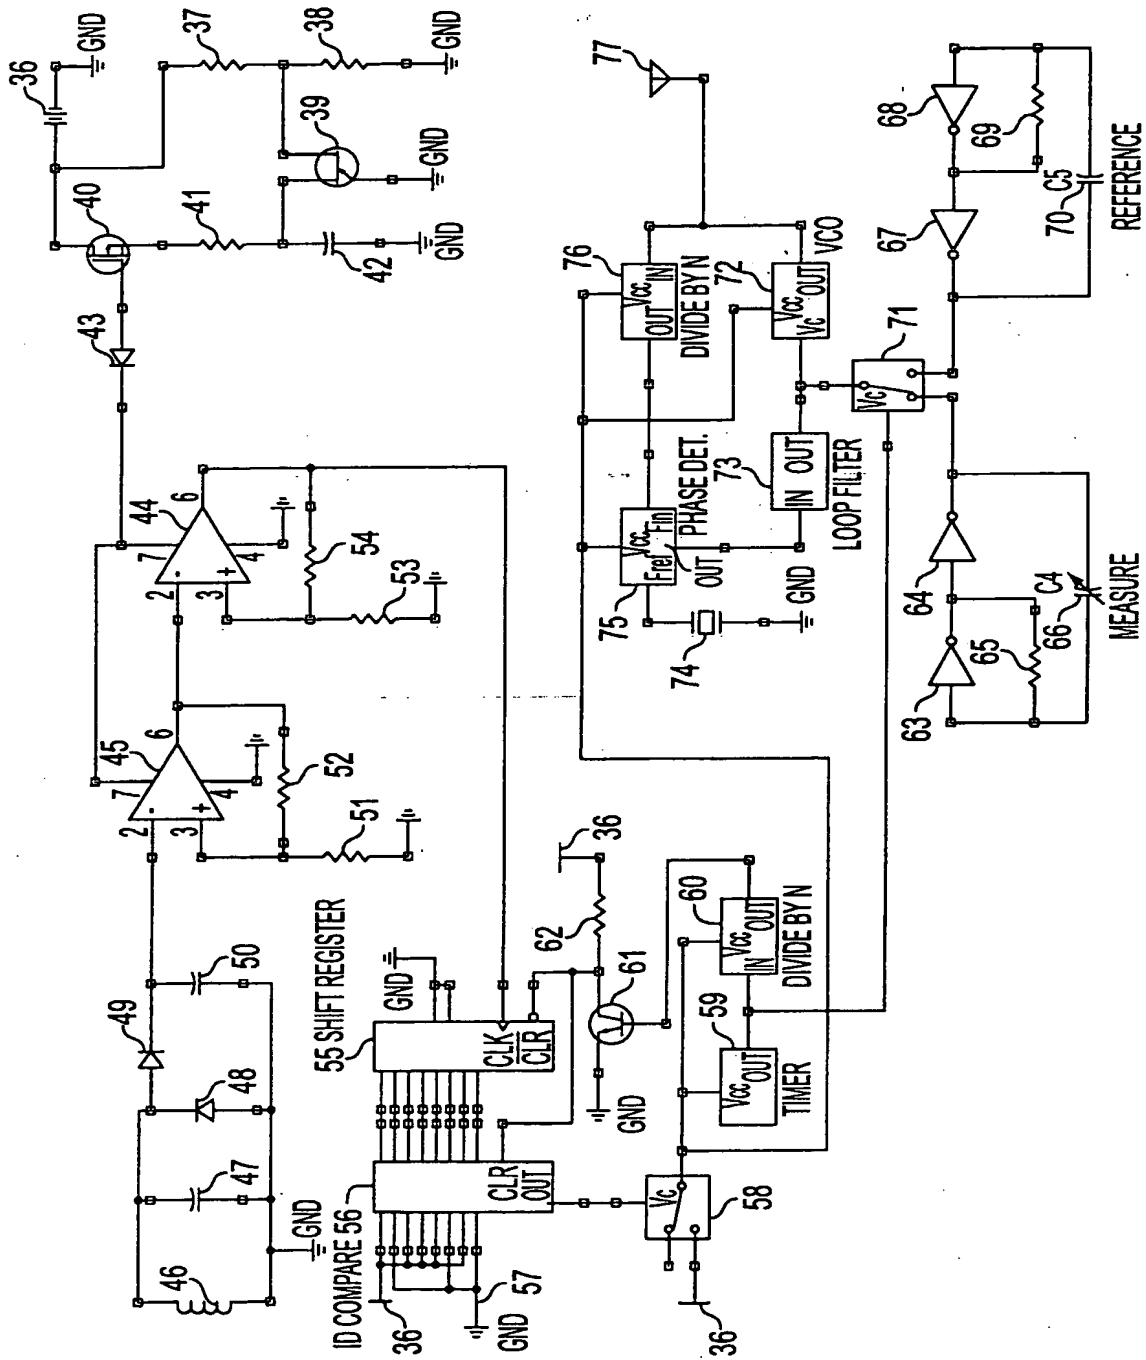 36
GND
37
38
GND
40
39
41
GND
42
GND
43
44
6
7
2
-
3
+
4
54
53
45
6
7
2
-
3
+
4
52
51
49
48
50
47
46
GND
55 SHIFT REGISTER
GND
CLK
CLR
ID COMPARE 56
CLR
OUT
36
GND
57
36
62
61
GND
60
Vcc
OUT
IN
DIVIDE BY N
59
Vcc
OUT
TIMER
Vc
58
36
77
76
Vcc
IN
OUT
DIVIDE BY N
72
Vcc
OUT
Vc
VCO
75
Vcc
Fin
Fref
OUT
PHASE DET.
73
IN OUT
LOOP FILTER
74
GND
71
Vc
68
69
67
70
C5
REFERENCE
64
63
65
66
C4
MEASURE